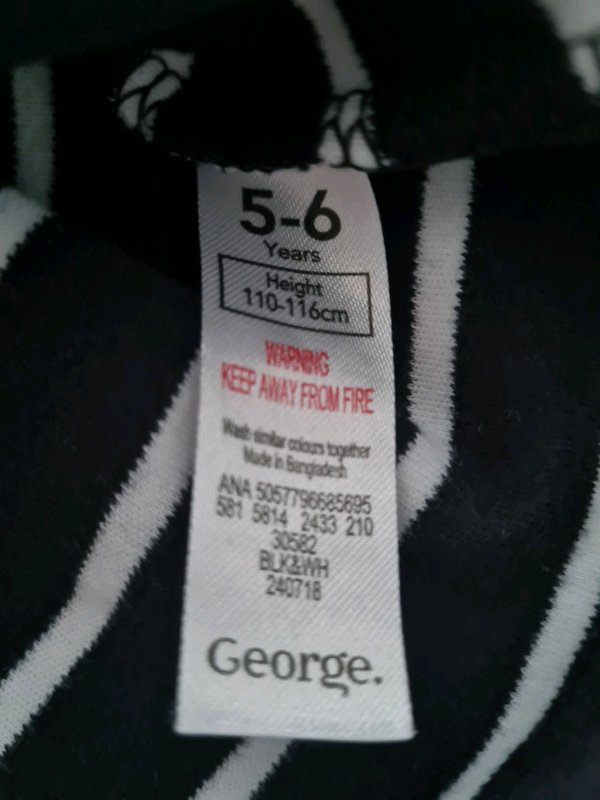 5-6
Years
Height
110-116cm
WARNING
KEEP AWAY FROM FIRE
Wash similar colours together
Made in Bangladesh
ANA 5057796685695
581 5814 2433 210
30582
BLK&WH
240718
George.